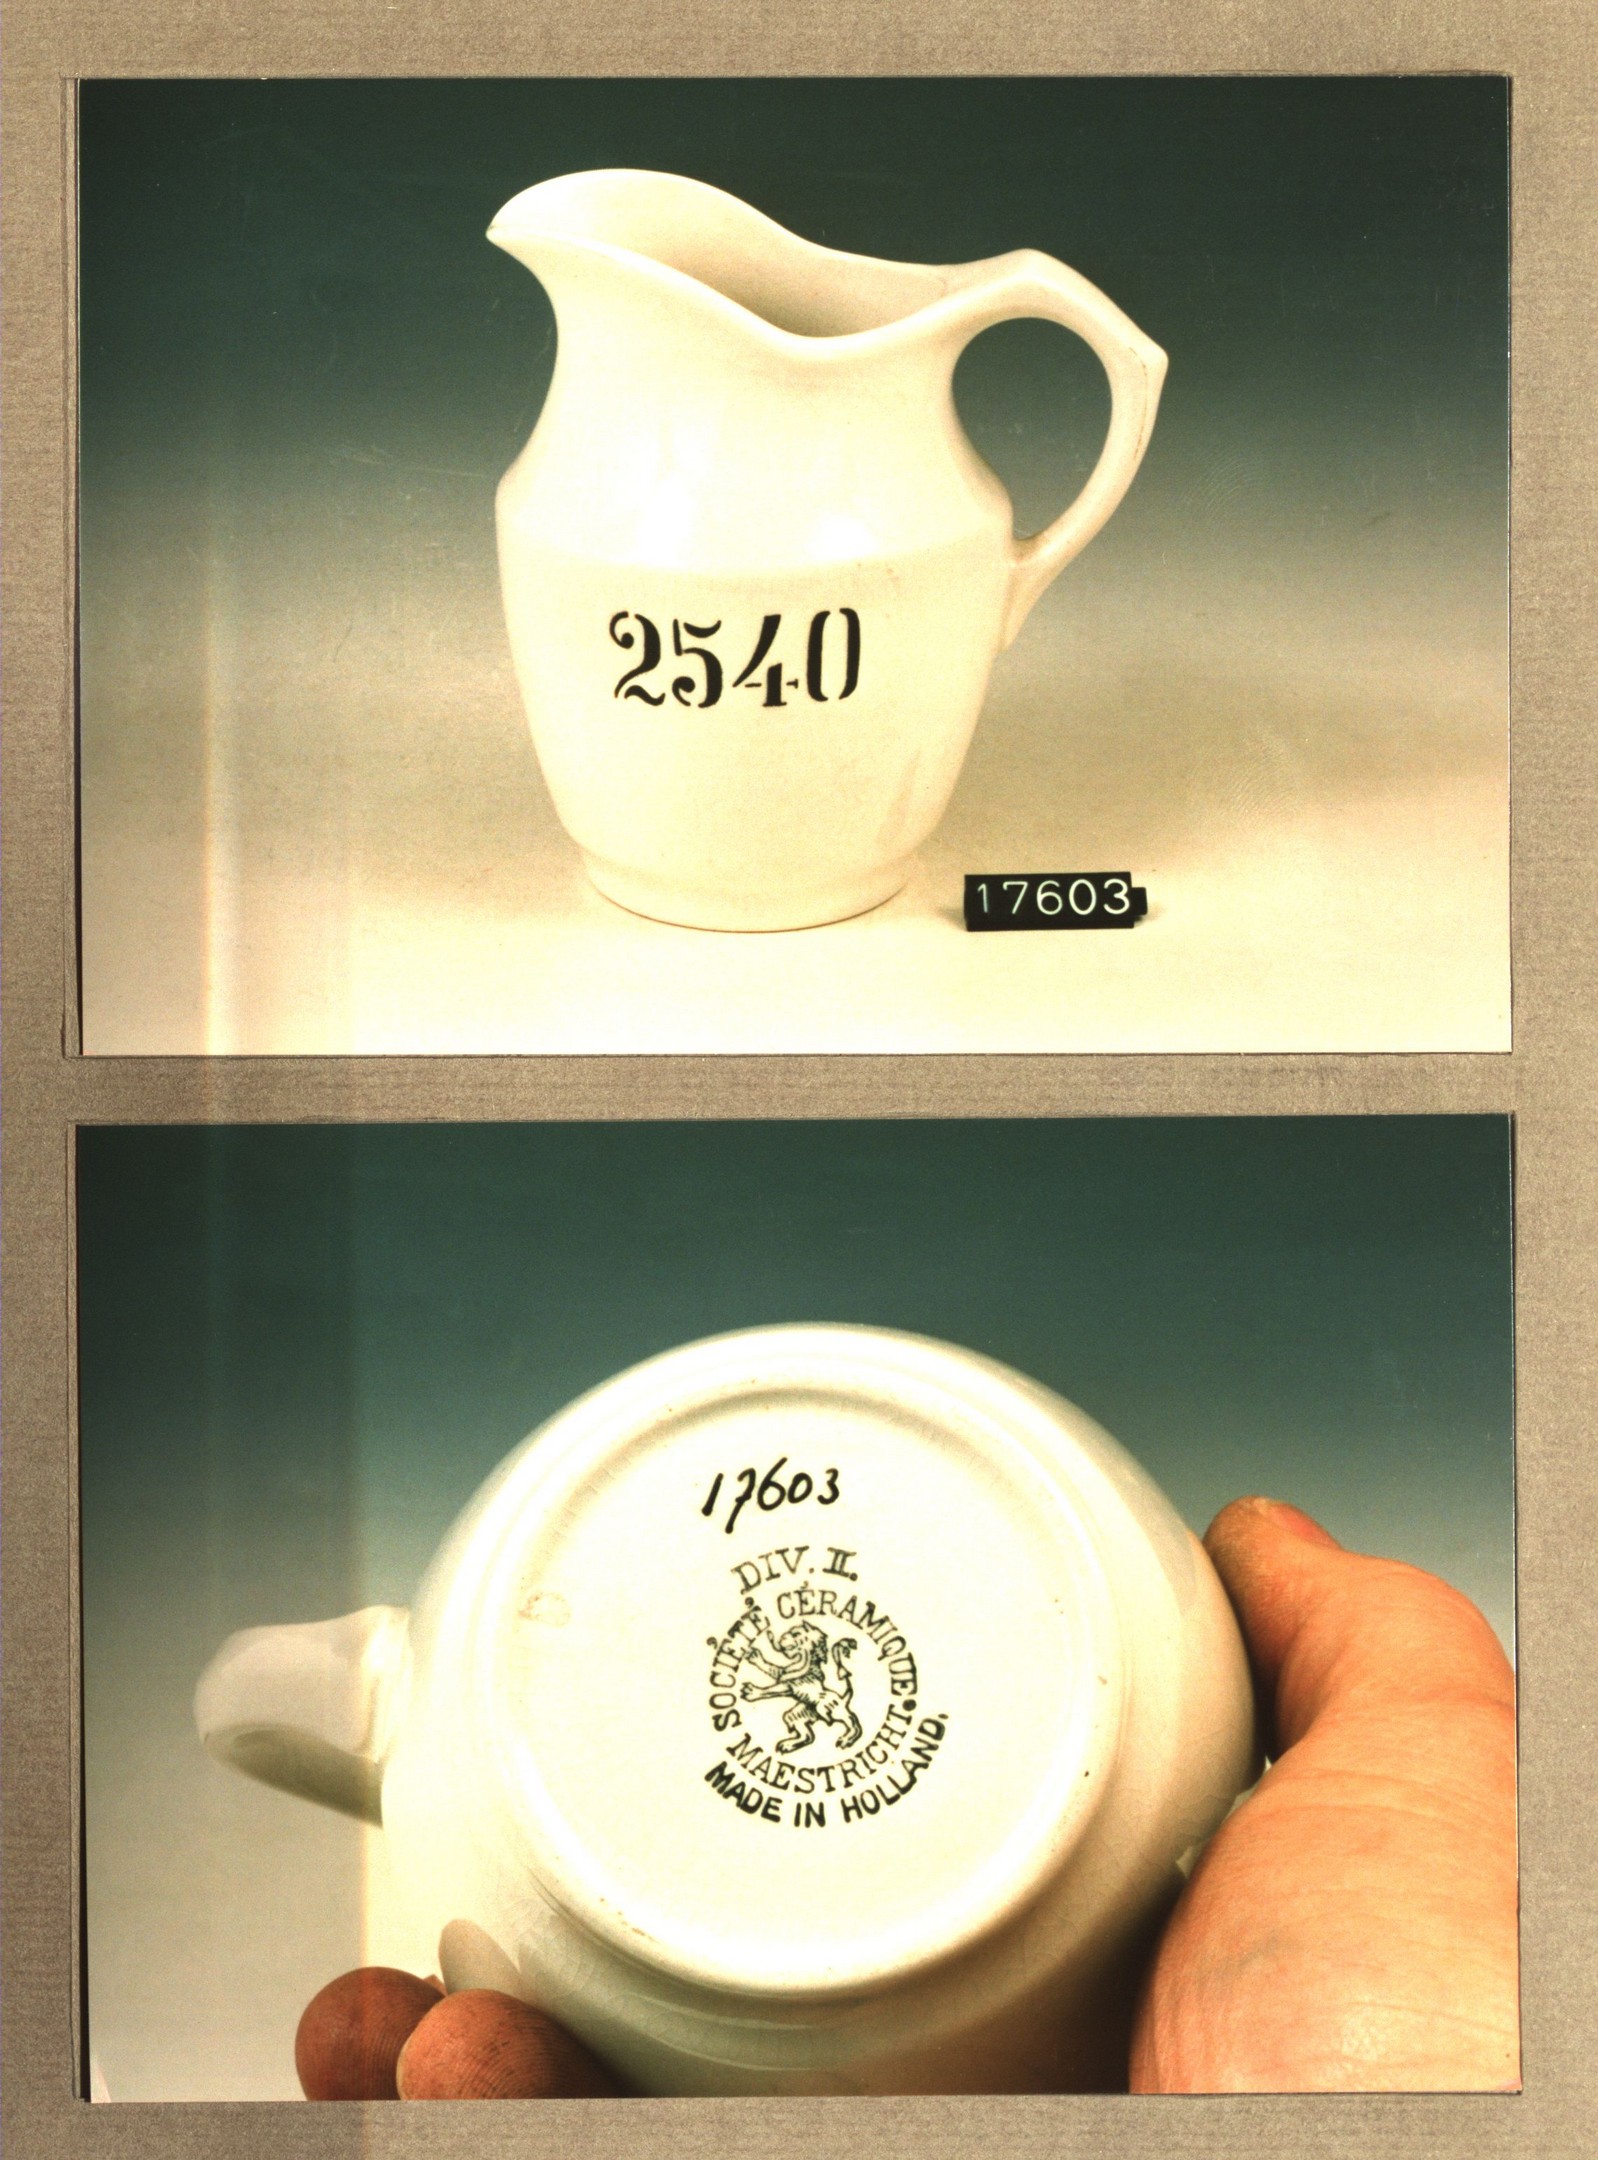 2540
17603
17603
DIV. II.
SOCIÉTÉ CÉRAMIQUE.
MAESTRICHT.
MADE IN HOLLAND.